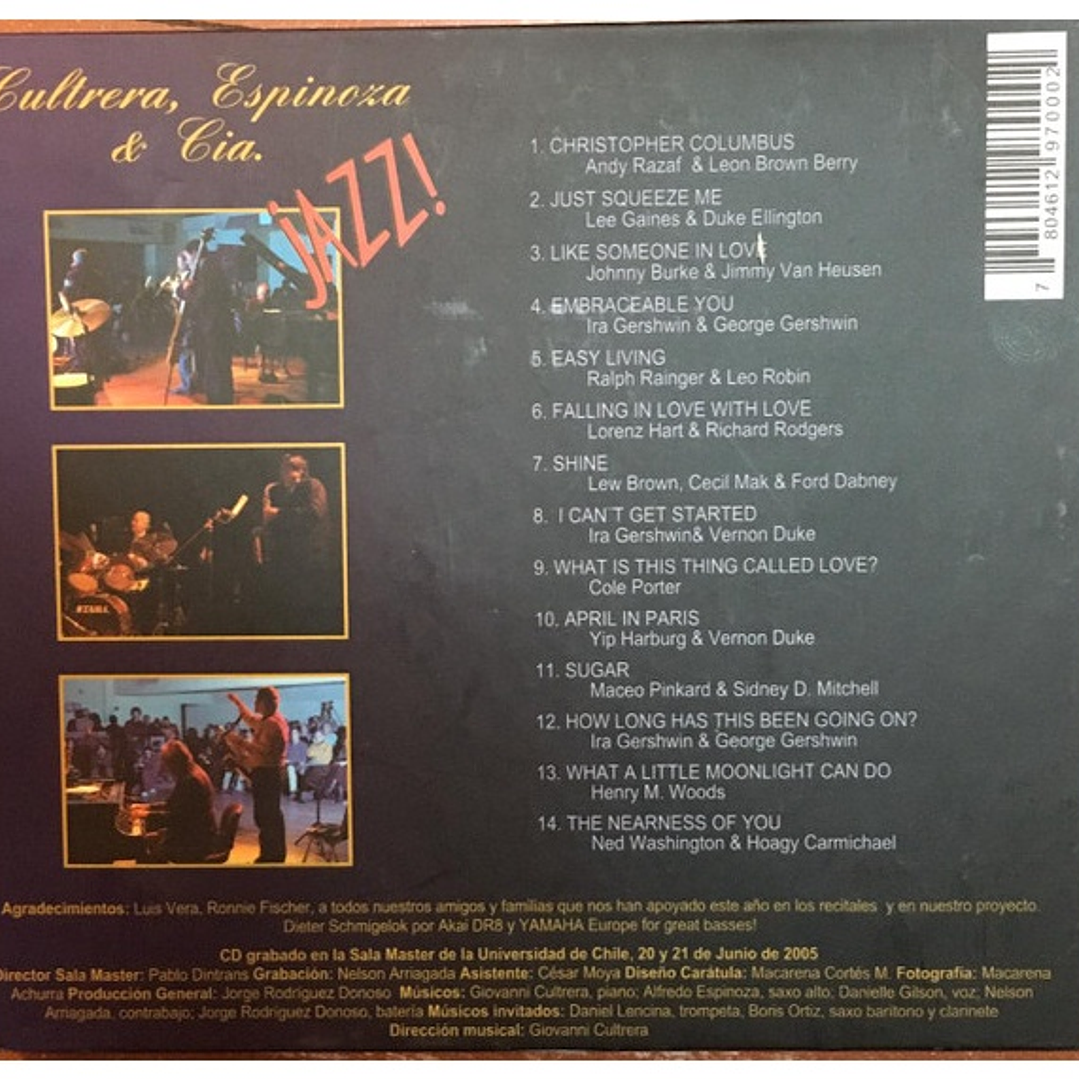 Cultrera, Espinoza
& Cia.
jAZZ!
1. CHRISTOPHER COLUMBUS
Andy Razaf & Leon Brown Berry
2. JUST SQUEEZE ME
Lee Gaines & Duke Ellington
3. LIKE SOMEONE IN LOVE
Johnny Burke & Jimmy Van Heusen
4. EMBRACEABLE YOU
Ira Gershwin & George Gershwin
5. EASY LIVING
Ralph Rainger & Leo Robin
6. FALLING IN LOVE WITH LOVE
Lorenz Hart & Richard Rodgers
7. SHINE
Lew Brown, Cecil Mak & Ford Dabney
8. I CAN´T GET STARTED
Ira Gershwin& Vernon Duke
9. WHAT IS THIS THING CALLED LOVE?
Cole Porter
10. APRIL IN PARIS
Yip Harburg & Vernon Duke
11. SUGAR
Maceo Pinkard & Sidney D. Mitchell
12. HOW LONG HAS THIS BEEN GOING ON?
Ira Gershwin & George Gershwin
13. WHAT A LITTLE MOONLIGHT CAN DO
Henry M. Woods
14. THE NEARNESS OF YOU
Ned Washington & Hoagy Carmichael
7 804612 970002
TAMA
Agradecimientos: Luis Vera, Ronnie Fischer, a todos nuestros amigos y familias que nos han apoyado este año en los recitales y en nuestro proyecto.
Dieter Schmigelok por Akai DR8 y YAMAHA Europe for great basses!
CD grabado en la Sala Master de la Universidad de Chile, 20 y 21 de Junio de 2005
Director Sala Master: Pablo Dintrans Grabación: Nelson Arriagada Asistente: César Moya Diseño Carátula: Macarena Cortés M. Fotografía: Macarena
Achurra Producción General: Jorge Rodríguez Donoso Músicos: Giovanni Cultrera, piano; Alfredo Espinoza, saxo alto; Danielle Gilson, voz; Nelson
Arriagada, contrabajo; Jorge Rodríguez Donoso, batería Músicos invitados: Daniel Lencina, trompeta, Boris Ortiz, saxo barítono y clarinete
Dirección musical: Giovanni Cultrera